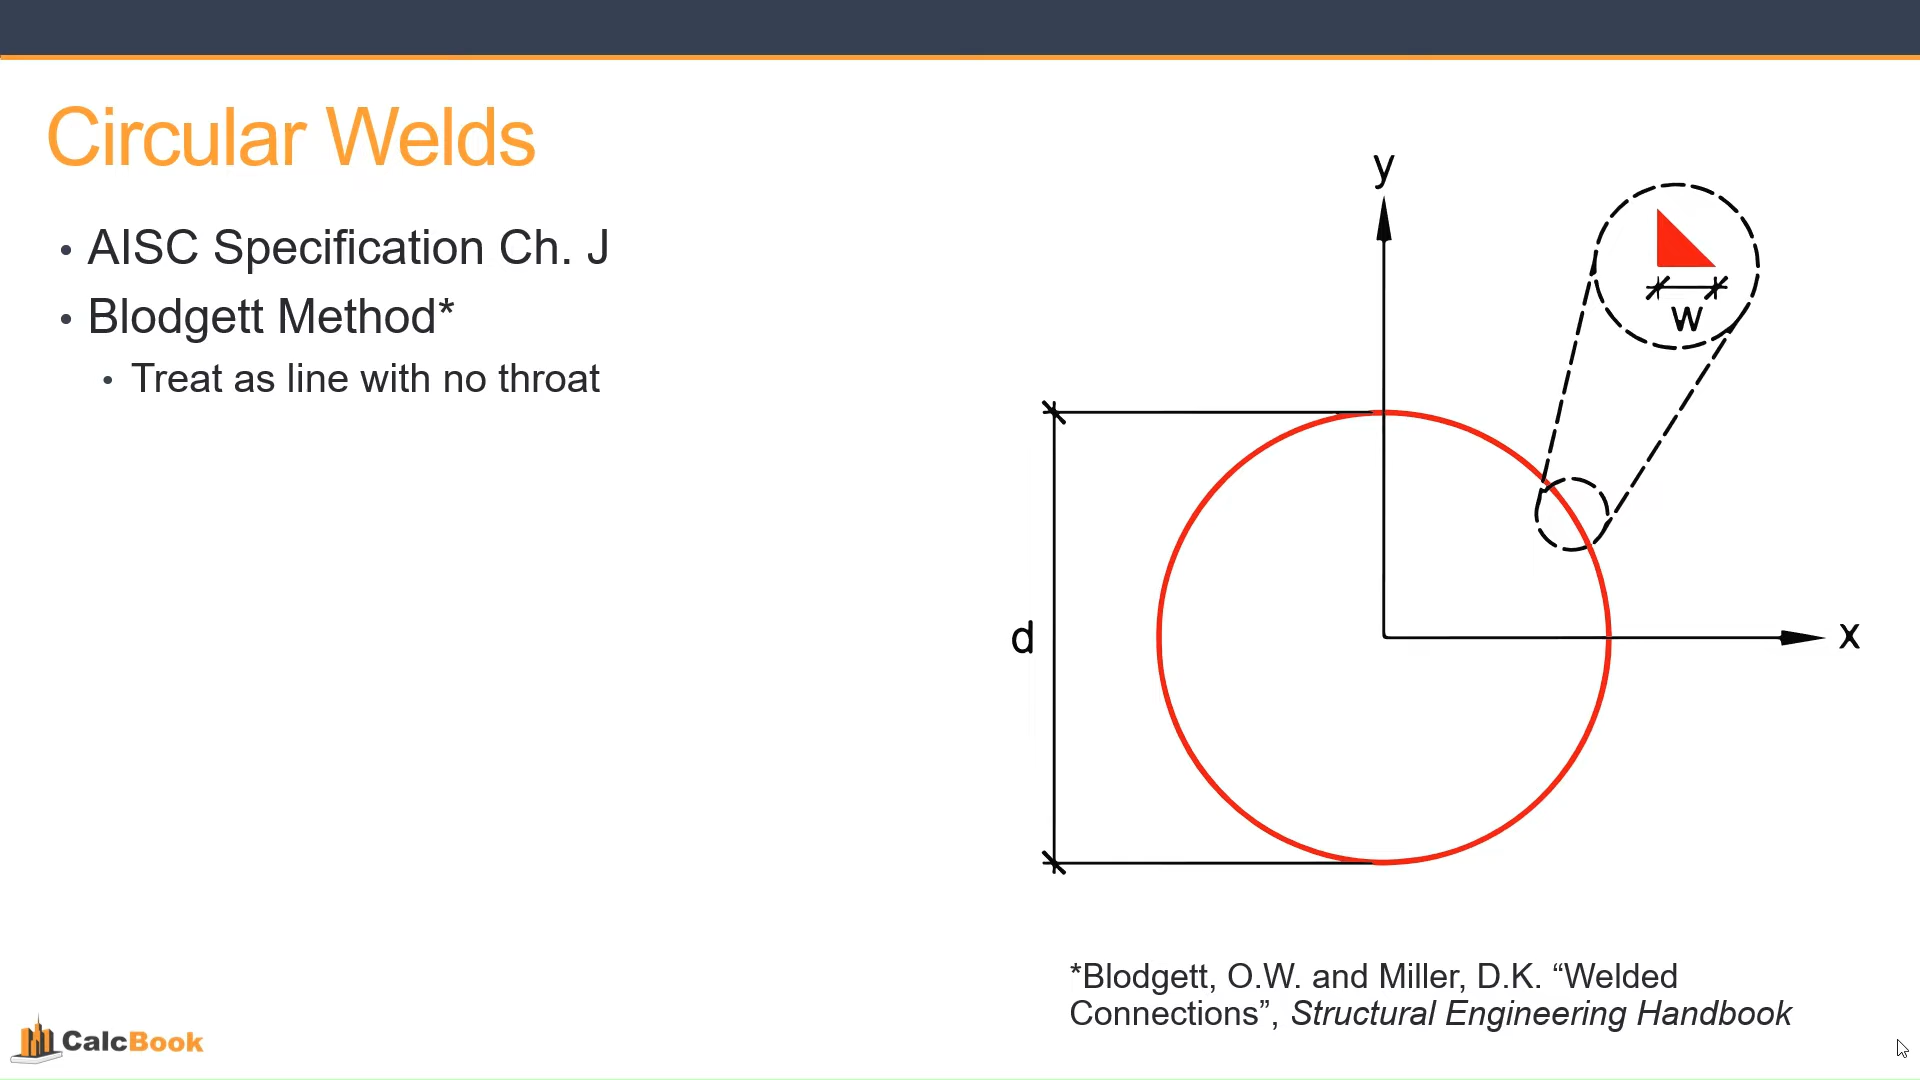 Circular Welds
• AISC Specification Ch. J
• Blodgett Method*
• Treat as line with no throat
y
w
d
x
*Blodgett, O.W. and Miller, D.K. “Welded
Connections”, Structural Engineering Handbook
CalcBook